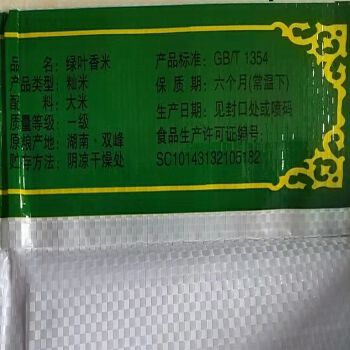 品名：绿叶香米
产品类型：籼米
配料：大米
质量等级：一级
原粮产地：湖南·双峰
贮存方法：阴凉干燥处
产品标准：GB/T 1354
保质期：六个月(常温下)
生产日期：见封口处或喷码
食品生产许可证编号：
SC10143132105182